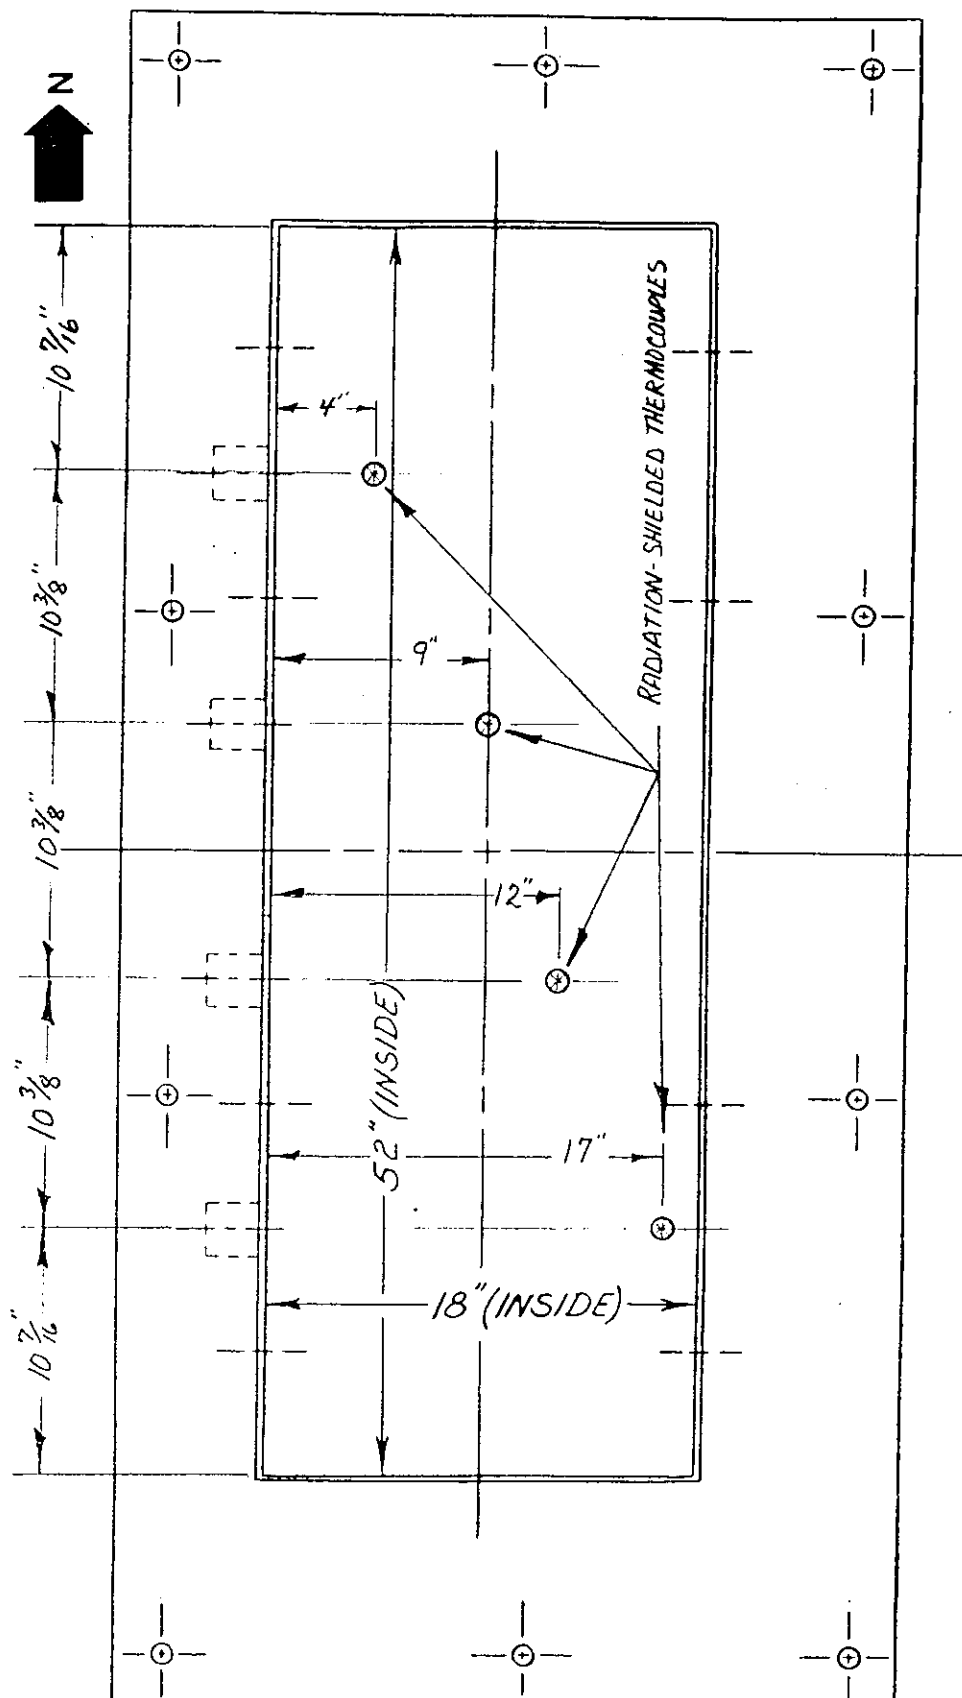 N
10 7/16"
10 3/8"
10 3/8"
10 3/8"
10 7/16"
4"
9"
12"
17"
52" (INSIDE)
18" (INSIDE)
RADIATION-SHIELDED THERMOCOUPLES